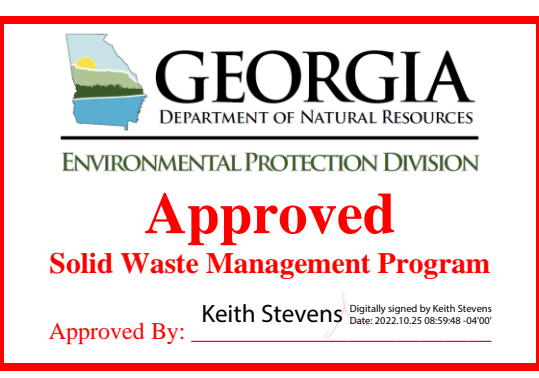 GEORGIA
DEPARTMENT OF NATURAL RESOURCES
ENVIRONMENTAL PROTECTION DIVISION
Approved
Solid Waste Management Program
Keith Stevens
Digitally signed by Keith Stevens
Date: 2022.10.25 08:59:48 -04'00'
Approved By: ___________________________